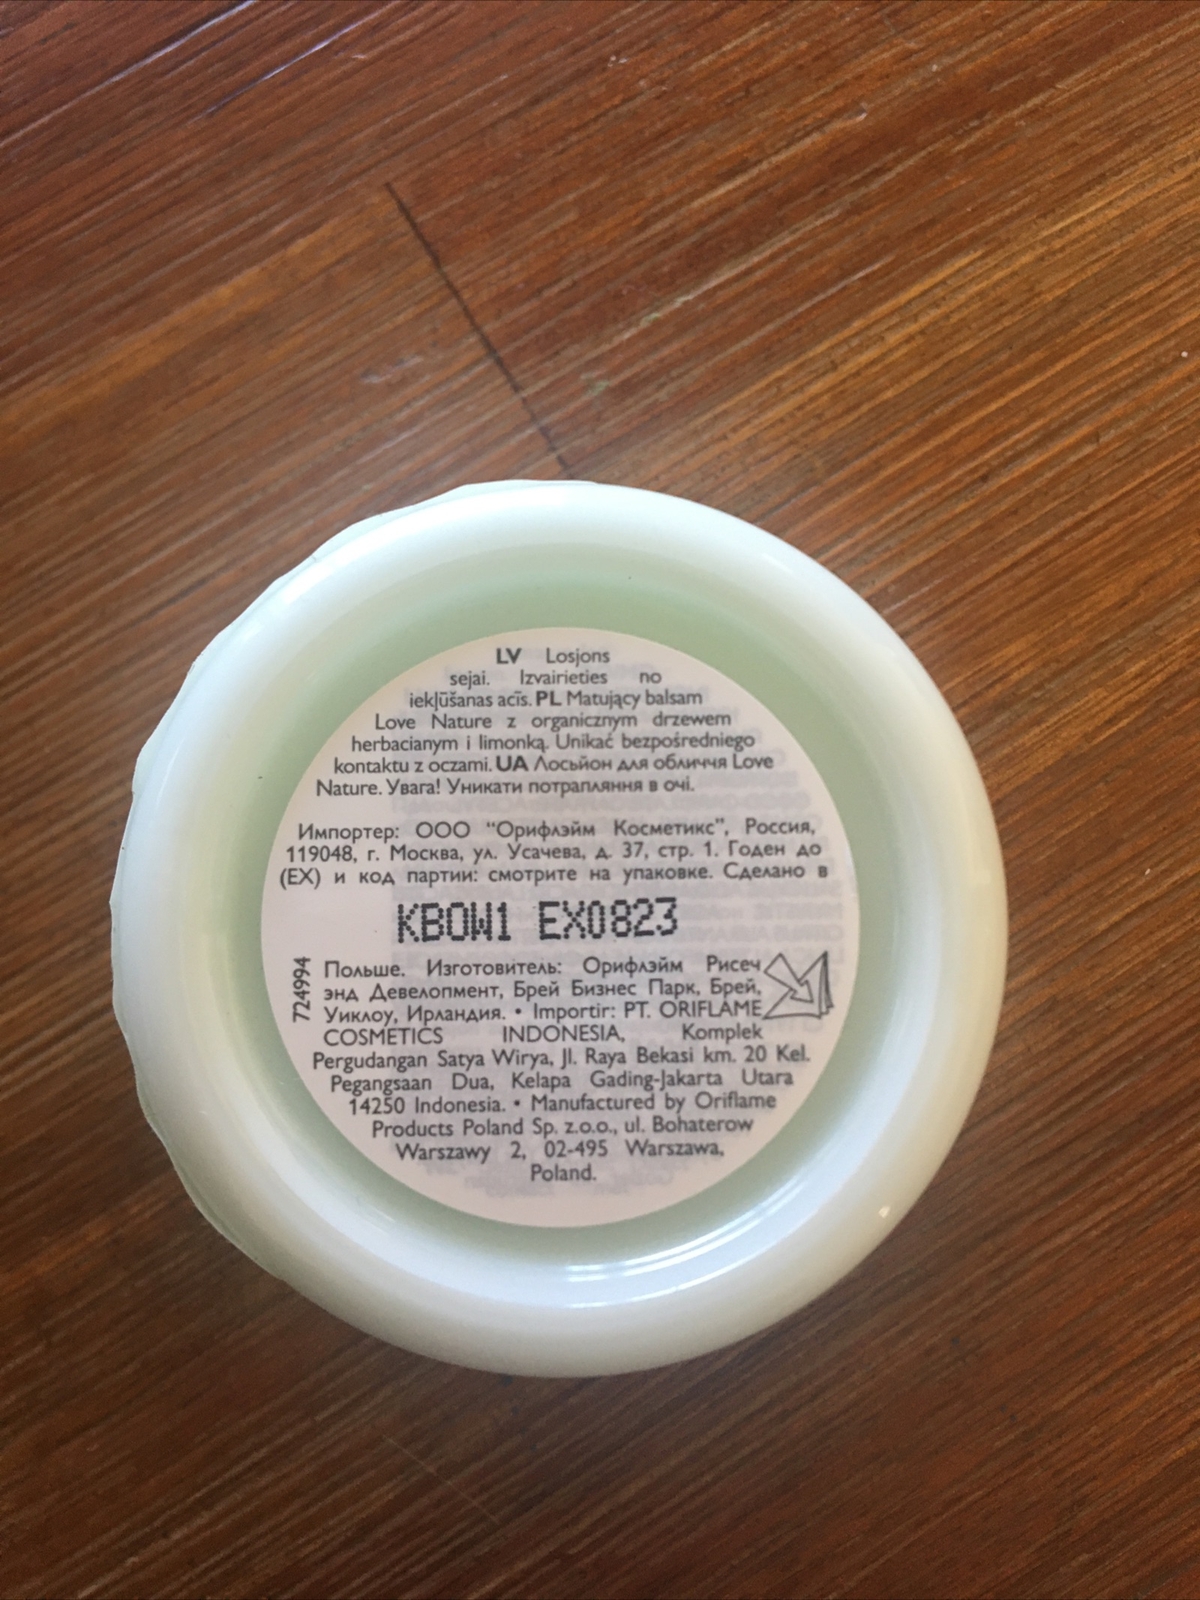 LV Losjons
sejai. Izvairieties no
iekļūšanas acīs. PL Matujący balsam
Love Nature z organicznym drzewem
herbacianym i limonką. Unikać bezpośredniego
kontaktu z oczami. UA Лосьйон для обличчя Love
Nature. Увага! Уникати потрапляння в очі.
Импортер: ООО "Орифлэйм Косметикс", Россия,
119048, г. Москва, ул. Усачева, д. 37, стр. 1. Годен до
(EX) и код партии: смотрите на упаковке. Сделано в
KBOW1 EX0823
724994
Польше. Изготовитель: Орифлэйм Рисеч
энд Девелопмент, Брей Бизнес Парк, Брей,
Уиклоу, Ирландия. • Importir: PT. ORIFLAME
COSMETICS INDONESIA, Komplek
Pergudangan Satya Wirya, Jl. Raya Bekasi km. 20 Kel.
Pegangsaan Dua, Kelapa Gading-Jakarta Utara
14250 Indonesia. • Manufactured by Oriflame
Products Poland Sp. z.o.o., ul. Bohaterow
Warszawy 2, 02-495 Warszawa,
Poland.